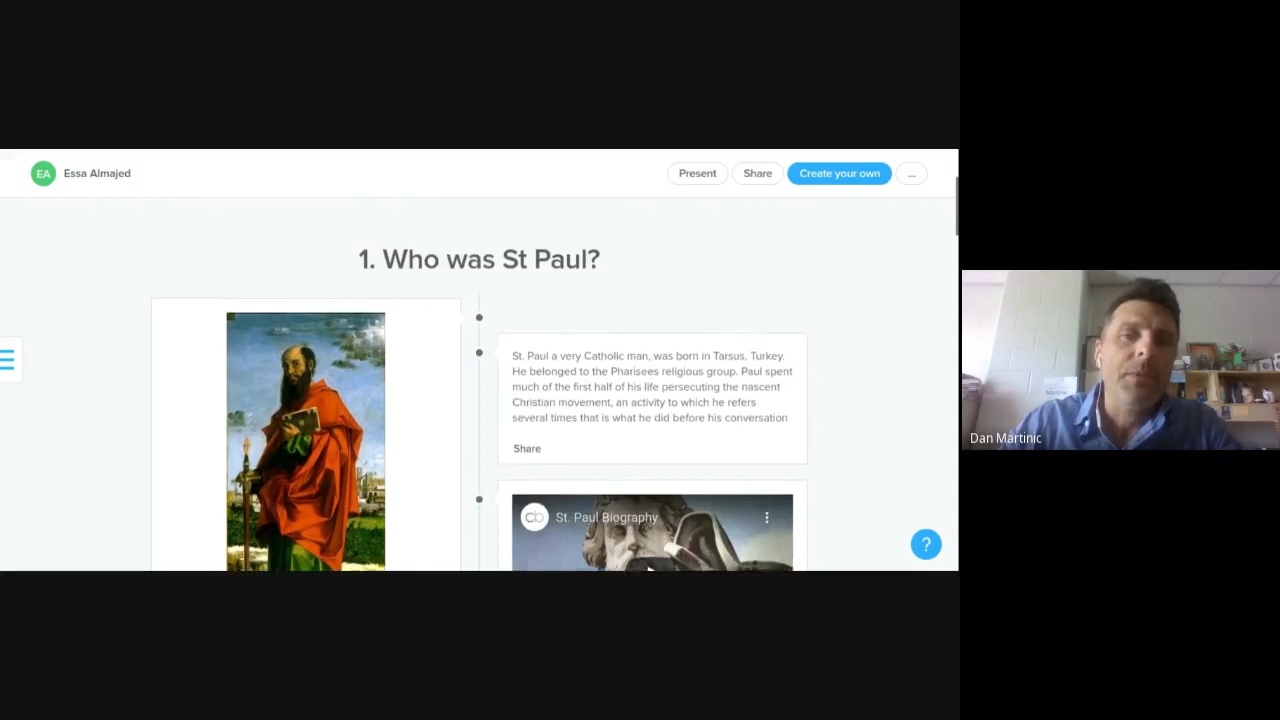 EA Essa Almajed
Present Share Create your own ...
1. Who was St Paul?
St. Paul a very Catholic man, was born in Tarsus, Turkey.
He belonged to the Pharisees religious group. Paul spent
much of the first half of his life persecuting the nascent
Christian movement, an activity to which he refers
several times that is what he did before his conversation
Share
cb St. Paul Biography
?
Dan Martinic